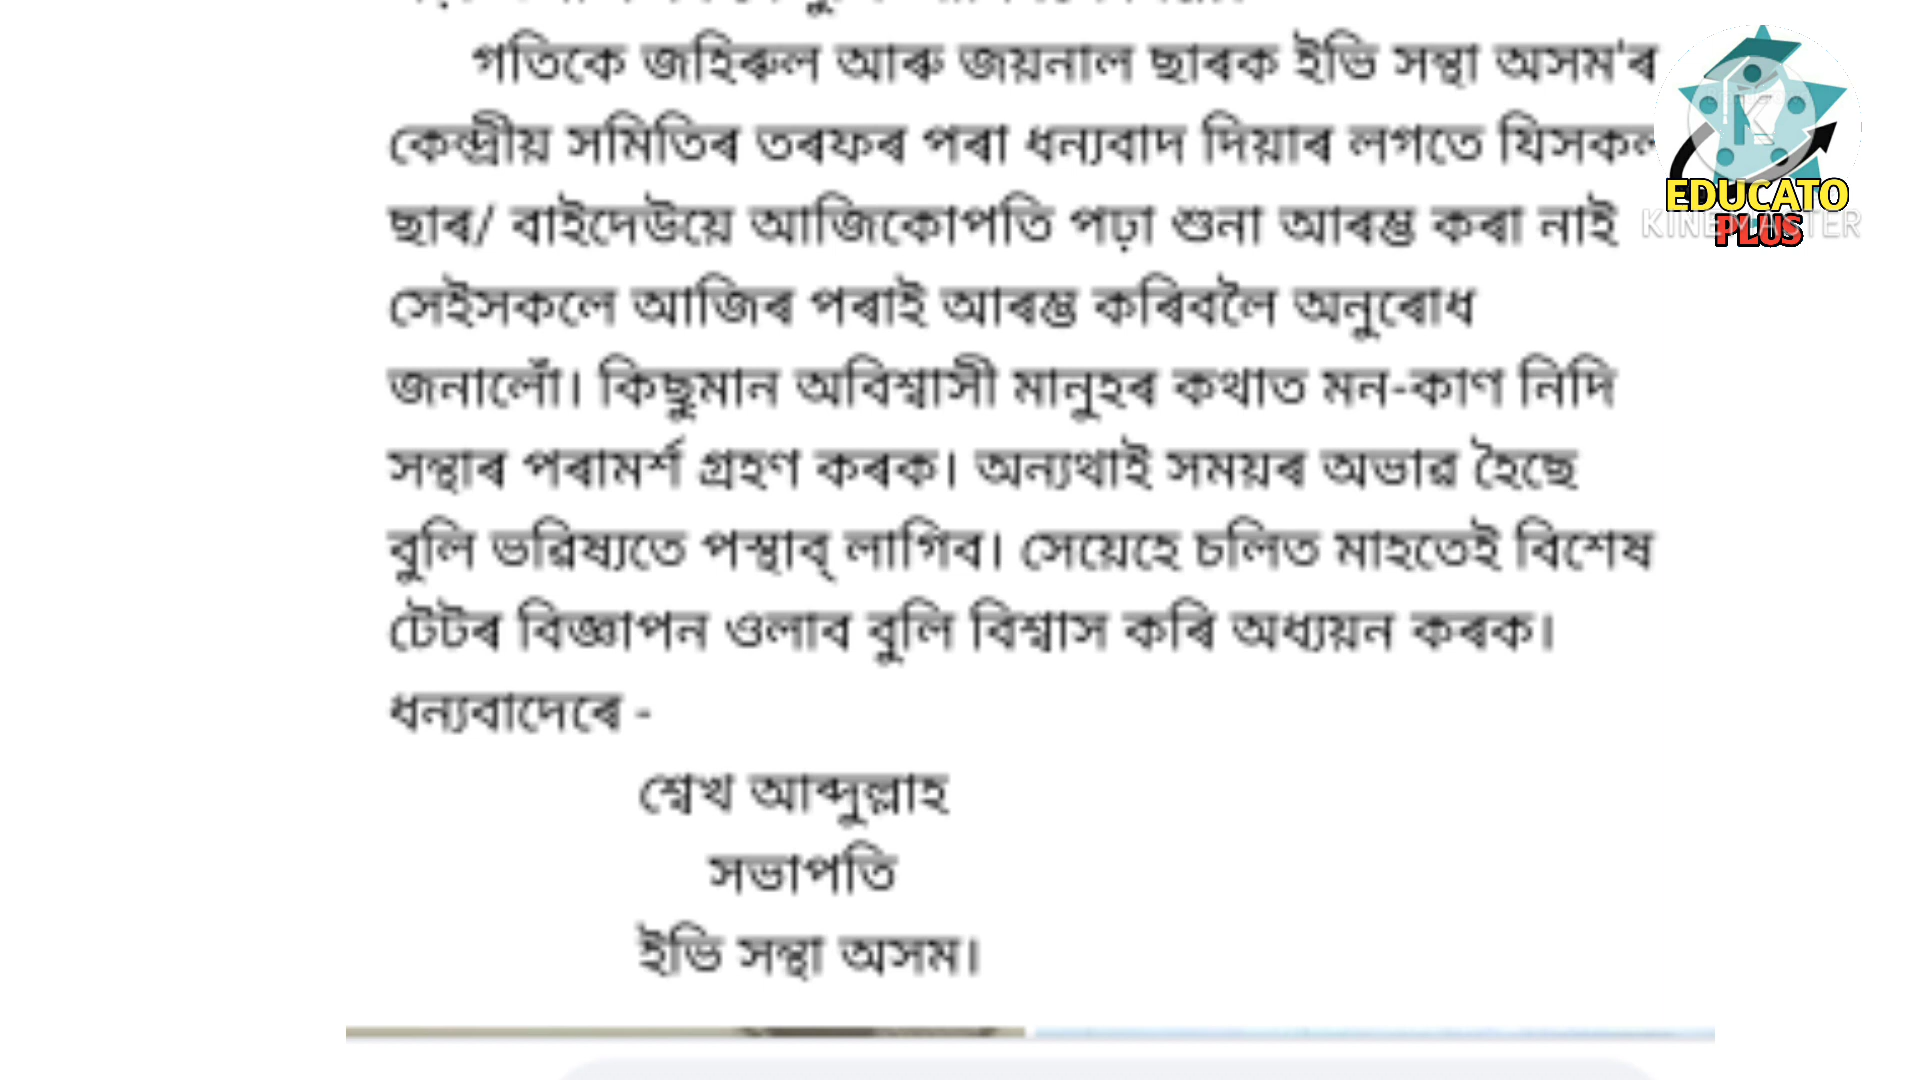 গতিকে জহিৰুল আৰু জয়নাল ছাৰক ইভি সন্থা অসম'ৰ
কেন্দ্ৰীয় সমিতিৰ তৰফৰ পৰা ধন্যবাদ দিয়াৰ লগতে যিসকল
ছাৰ/ বাইদেউয়ে আজিকোপতি পঢ়া শুনা আৰম্ভ কৰা নাই
সেইসকলে আজিৰ পৰাই আৰম্ভ কৰিবলৈ অনুৰোধ
জনালোঁ। কিছুমান অবিশ্বাসী মানুহৰ কথাত মন-কাণ নিদি
সন্থাৰ পৰামৰ্শ গ্ৰহণ কৰক। অন্যথাই সময়ৰ অভাৱ হৈছে
বুলি ভৱিষ্যতে পস্থাব্ লাগিব। সেয়েহে চলিত মাহতেই বিশেষ
টেটৰ বিজ্ঞাপন ওলাব বুলি বিশ্বাস কৰি অধ্যয়ন কৰক।
ধন্যবাদেৰে -
শ্বেখ আব্দুল্লাহ
সভাপতি
ইভি সন্থা অসম।
EDUCATO
KINEMASTER
PLUS